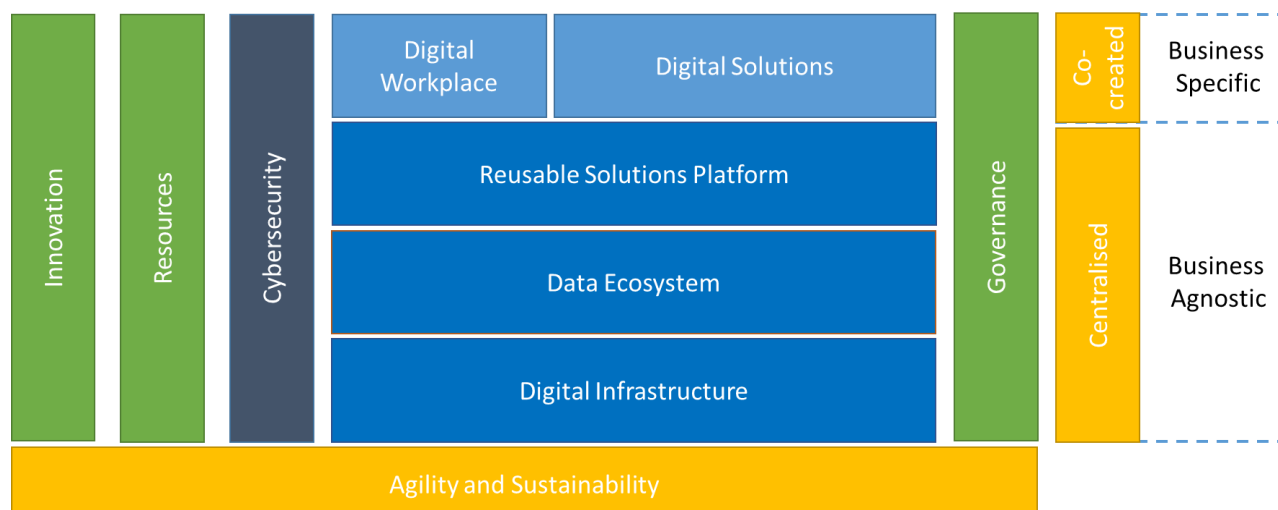 Innovation
Resources
Cybersecurity
Digital
Workplace
Digital Solutions
Reusable Solutions Platform
Data Ecosystem
Digital Infrastructure
Governance
Co-
created
Centralised
Business
Specific
Business
Agnostic
Agility and Sustainability